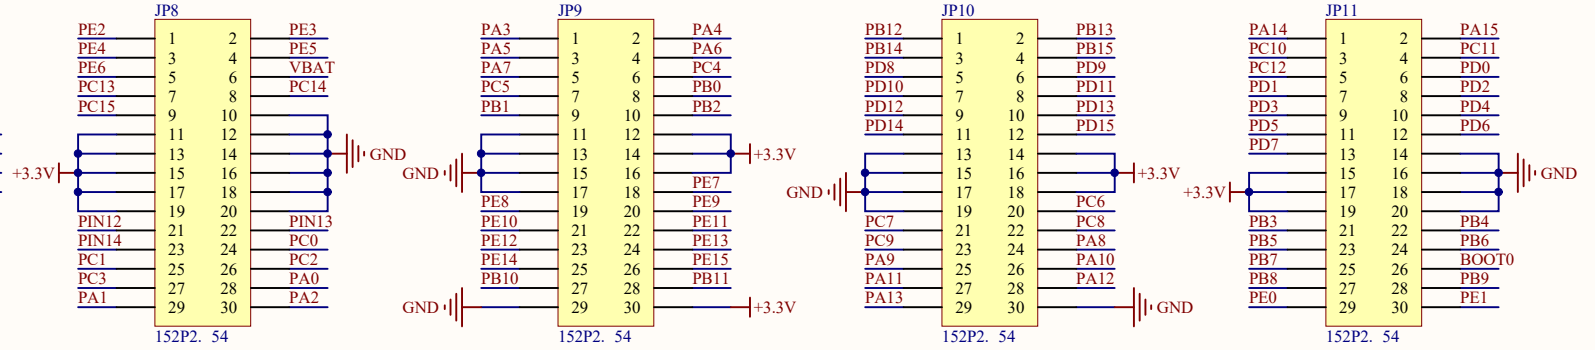 JP8 JP9 JP10 JP11
PE2 1 2 PE3 PA3 1 2 PA4 PB12 1 2 PB13 PA14 1 2 PA15
PE4 3 4 PE5 PA5 3 4 PA6 PB14 3 4 PB15 PC10 3 4 PC11
PE6 5 6 VBAT PA7 5 6 PC4 PD8 5 6 PD9 PC12 5 6 PD0
PC13 7 8 PC14 PC5 7 8 PB0 PD10 7 8 PD11 PD1 7 8 PD2
PC15 9 10 PB1 9 10 PB2 PD12 9 10 PD13 PD3 9 10 PD4
11 12 11 12 PD14 11 12 PD15 PD5 11 12 PD6
13 14 GND 13 14 +3.3V 13 14 PD7 13 14
+3.3V 15 16 GND 15 16 15 16 +3.3V 15 16 GND
17 18 17 18 PE7 GND 17 18 +3.3V 17 18
19 20 PE8 19 20 PE9 19 20 PC6 19 20
PIN12 21 22 PIN13 PE10 21 22 PE11 PC7 21 22 PC8 PB3 21 22 PB4
PIN14 23 24 PC0 PE12 23 24 PE13 PC9 23 24 PA8 PB5 23 24 PB6
PC1 25 26 PC2 PE14 25 26 PE15 PA9 25 26 PA10 PB7 25 26 BOOT0
PC3 27 28 PA0 PB10 27 28 PB11 PA11 27 28 PA12 PB8 27 28 PB9
PA1 29 30 PA2 GND 29 30 +3.3V PA13 29 30 GND PE0 29 30 PE1
152P2. 54 152P2. 54 152P2. 54 152P2. 54